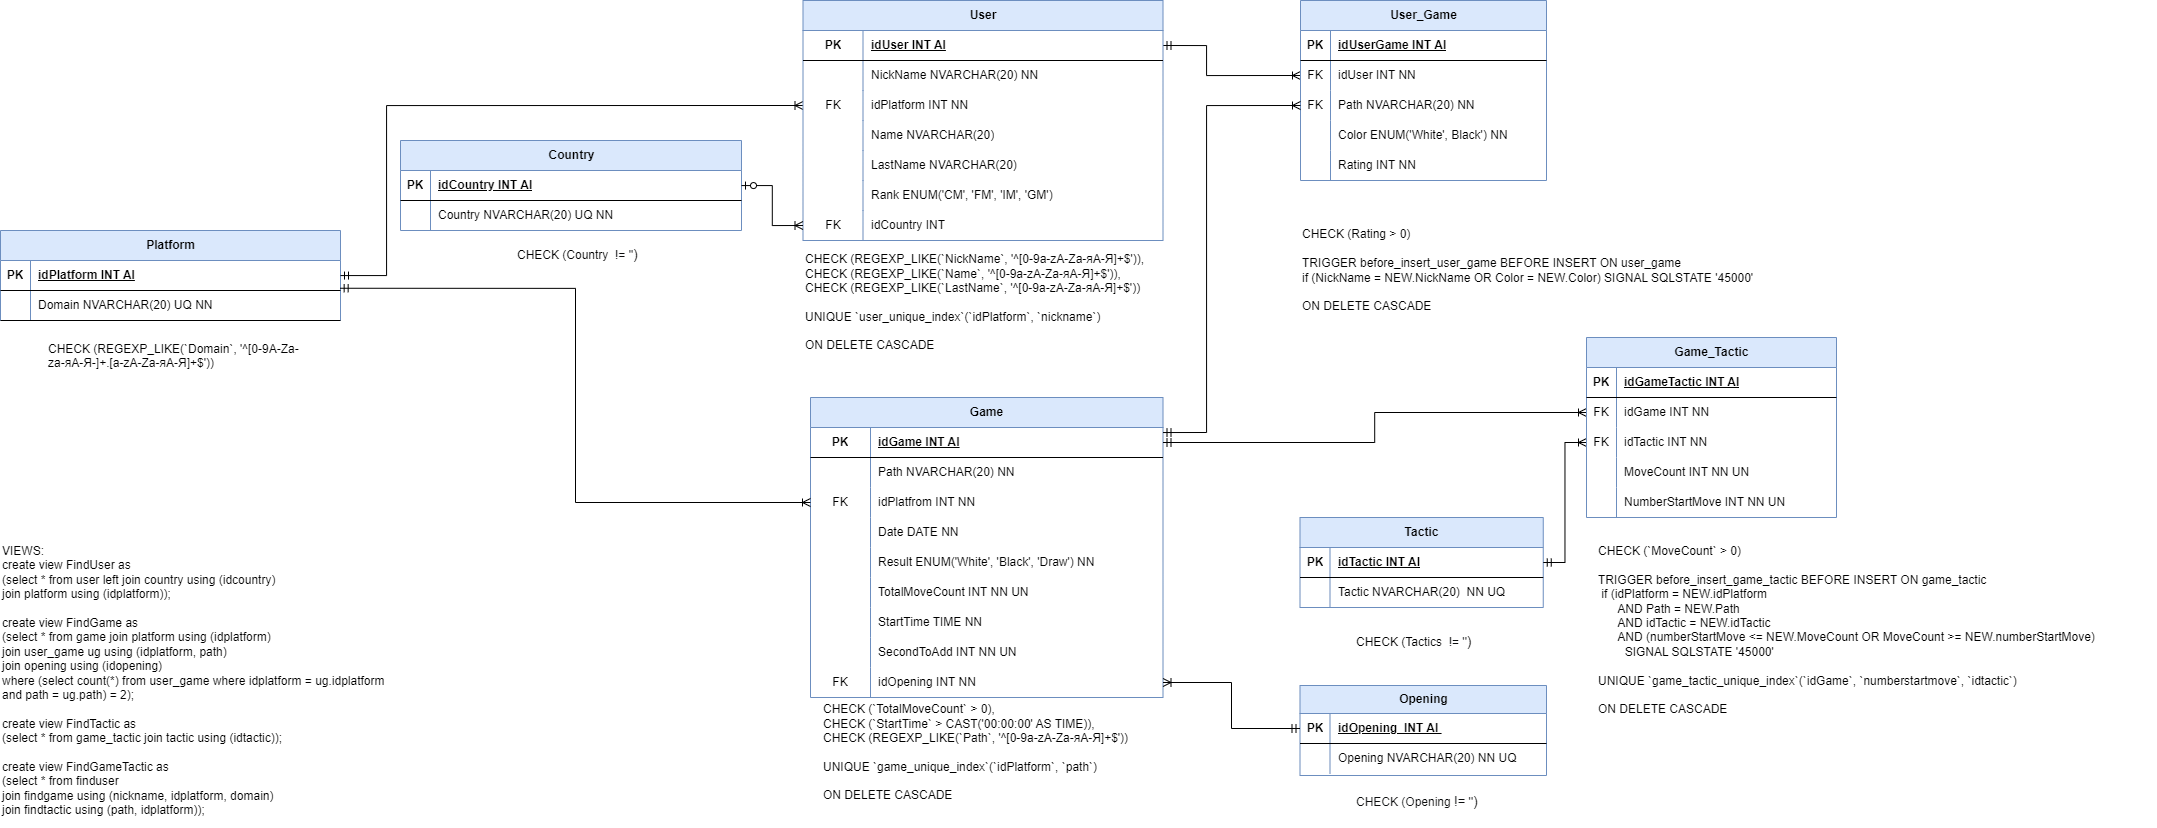 User
PK
idUser INT AI
NickName NVARCHAR(20) NN
FK
idPlatform INT NN
Name NVARCHAR(20)
LastName NVARCHAR(20)
Rank ENUM('CM', 'FM', 'IM', 'GM')
FK
idCountry INT
CHECK (REGEXP_LIKE(`NickName`, '^[0-9a-zA-Za-яА-Я]+$')),
CHECK (REGEXP_LIKE(`Name`, '^[0-9a-zA-Za-яА-Я]+$')),
CHECK (REGEXP_LIKE(`LastName`, '^[0-9a-zA-Za-яА-Я]+$'))
UNIQUE `user_unique_index`(`idPlatform`, `nickname`)
ON DELETE CASCADE
User_Game
PK
idUserGame INT AI
FK
idUser INT NN
FK
Path NVARCHAR(20) NN
Color ENUM('White', Black') NN
Rating INT NN
CHECK (Rating > 0)
TRIGGER before_insert_user_game BEFORE INSERT ON user_game
if (NickName = NEW.NickName OR Color = NEW.Color) SIGNAL SQLSTATE '45000'
ON DELETE CASCADE
Country
PK
idCountry INT AI
Country NVARCHAR(20) UQ NN
CHECK (Country  != '')
Platform
PK
idPlatform INT AI
Domain NVARCHAR(20) UQ NN
CHECK (REGEXP_LIKE(`Domain`, '^[0-9A-Za-
za-яА-Я-]+.[a-zA-Za-яА-Я]+$'))
Game
PK
idGame INT AI
Path NVARCHAR(20) NN
FK
idPlatfrom INT NN
Date DATE NN
Result ENUM('White', 'Black', 'Draw') NN
TotalMoveCount INT NN UN
StartTime TIME NN
SecondToAdd INT NN UN
FK
idOpening INT NN
CHECK (`TotalMoveCount` > 0),
CHECK (`StartTime` > CAST('00:00:00' AS TIME)),
CHECK (REGEXP_LIKE(`Path`, '^[0-9a-zA-Za-яА-Я]+$'))
UNIQUE `game_unique_index`(`idPlatform`, `path`)
ON DELETE CASCADE
Game_Tactic
PK
idGameTactic INT AI
FK
idGame INT NN
FK
idTactic INT NN
MoveCount INT NN UN
NumberStartMove INT NN UN
CHECK (`MoveCount` > 0)
TRIGGER before_insert_game_tactic BEFORE INSERT ON game_tactic
if (idPlatform = NEW.idPlatform
AND Path = NEW.Path
AND idTactic = NEW.idTactic
AND (numberStartMove <= NEW.MoveCount OR MoveCount >= NEW.numberStartMove)
SIGNAL SQLSTATE '45000'
UNIQUE `game_tactic_unique_index`(`idGame`, `numberstartmove`, `idtactic`)
ON DELETE CASCADE
Tactic
PK
idTactic INT AI
Tactic NVARCHAR(20)  NN UQ
CHECK (Tactics  != '')
Opening
PK
idOpening  INT AI
Opening NVARCHAR(20) NN UQ
CHECK (Opening != '')
VIEWS:
create view FindUser as
(select * from user left join country using (idcountry)
join platform using (idplatform));
create view FindGame as
(select * from game join platform using (idplatform)
join user_game ug using (idplatform, path)
join opening using (idopening)
where (select count(*) from user_game where idplatform = ug.idplatform
and path = ug.path) = 2);
create view FindTactic as
(select * from game_tactic join tactic using (idtactic));
create view FindGameTactic as
(select * from finduser
join findgame using (nickname, idplatform, domain)
join findtactic using (path, idplatform));